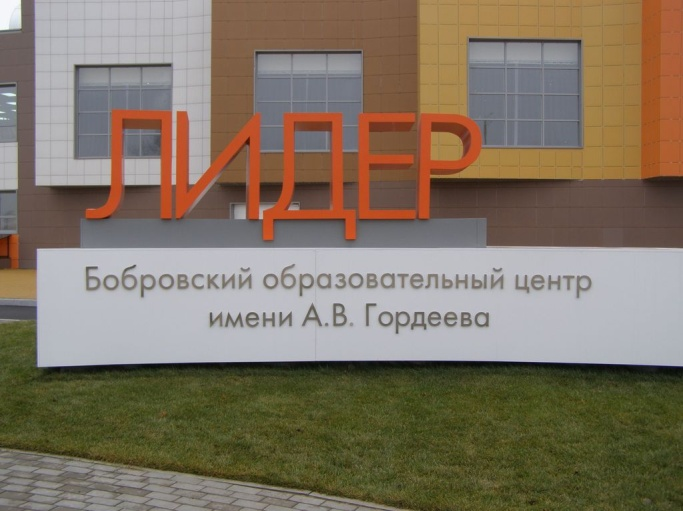 ЛИДЕР
Бобровский образовательный центр
имени А.В. Гордеева